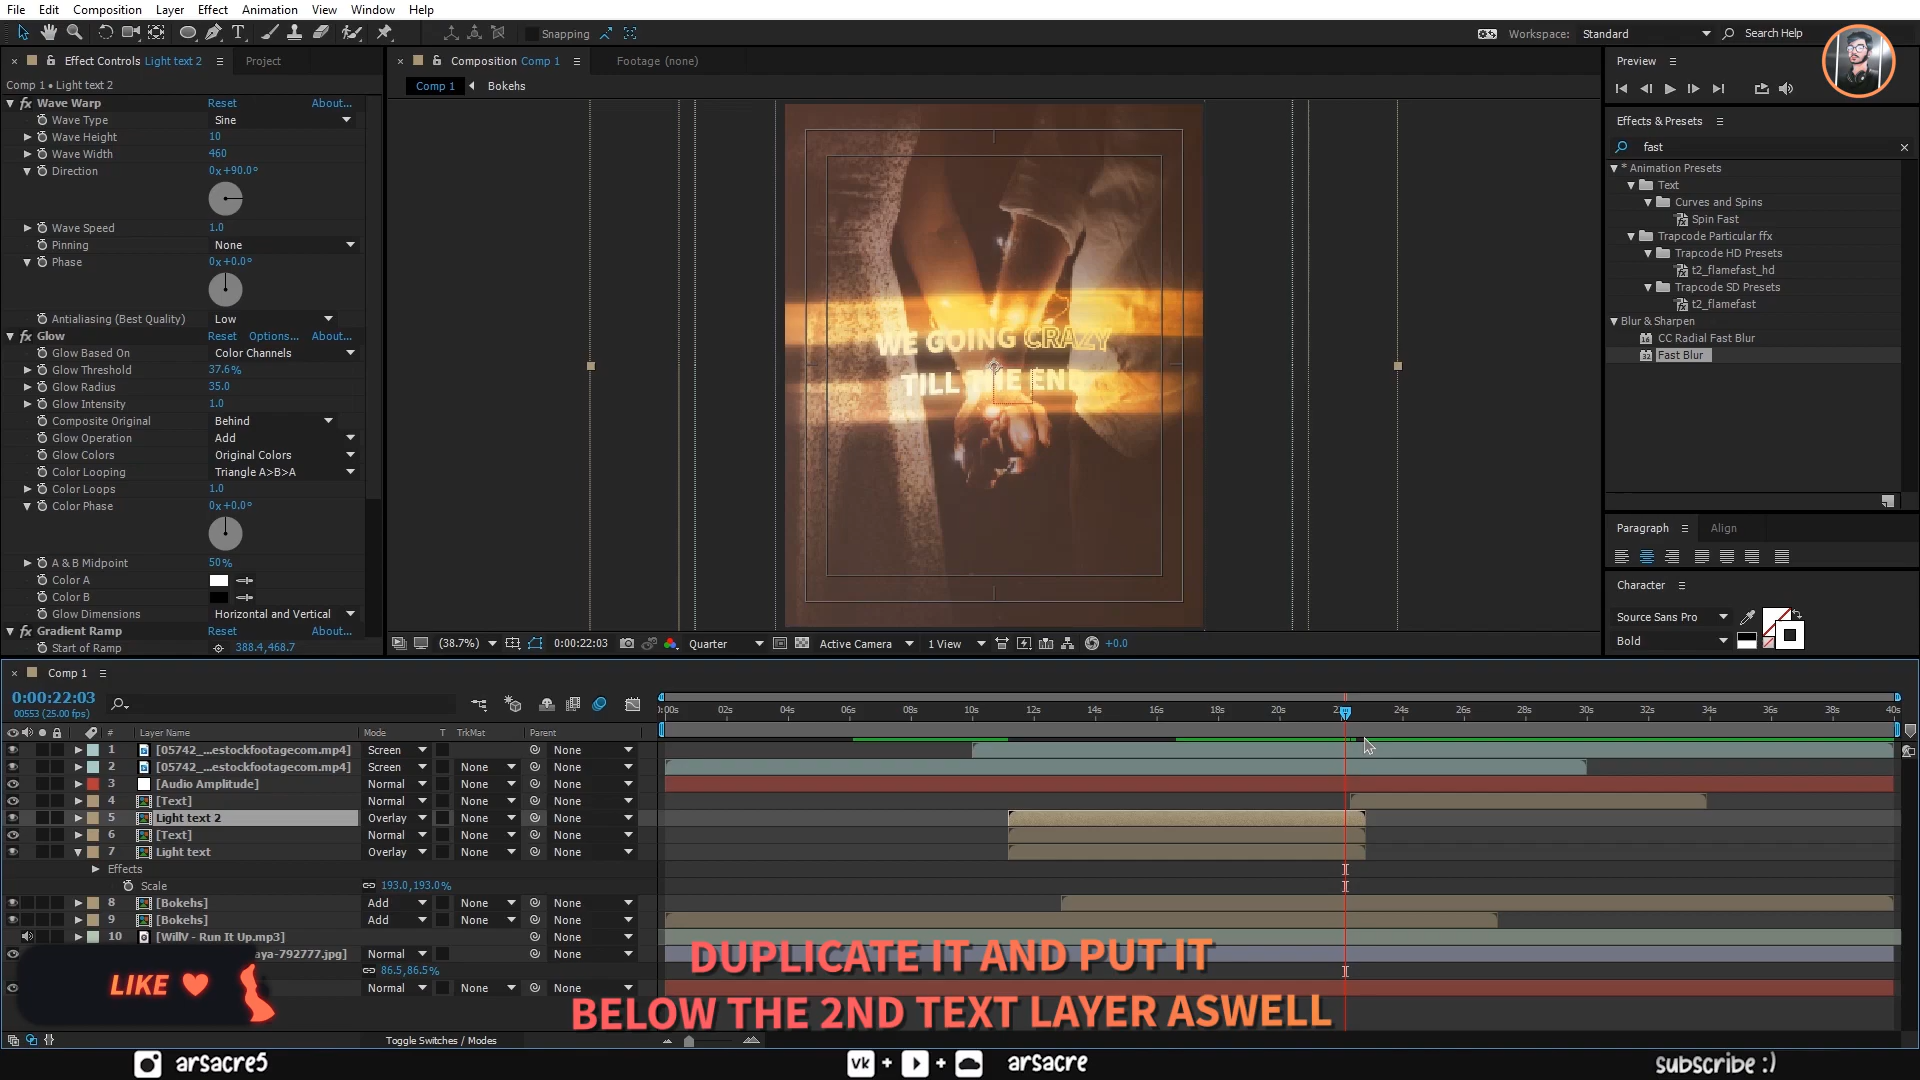 File Edit Composition Layer Effect Animation View Window Help
Snapping
Workspace: Standard
Search Help
Effect Controls Light text 2
Project
Comp 1 • Light text 2
fx Wave Warp Reset About...
Wave Type Sine
Wave Height 10
Wave Width 460
Direction 0x+90.0°
Wave Speed 1.0
Pinning None
Phase 0x+0.0°
Antialiasing (Best Quality) Low
fx Glow Reset Options... About...
Glow Based On Color Channels
Glow Threshold 37.6%
Glow Radius 35.0
Glow Intensity 1.0
Composite Original Behind
Glow Operation Add
Glow Colors Original Colors
Color Looping Triangle A>B>A
Color Loops 1.0
Color Phase 0x+0.0°
A & B Midpoint 50%
Color A
Color B
Glow Dimensions Horizontal and Vertical
fx Gradient Ramp Reset About...
Start of Ramp 388.4,468.7
Composition Comp 1
Footage (none)
Comp 1 Bokehs
WE GOING CRAZY
TILL THE END
(38.7%) 0:00:22:03 Quarter Active Camera 1 View +0.0
Preview
Effects & Presets
fast
* Animation Presets
Text
Curves and Spins
Spin Fast
Trapcode Particular ffx
Trapcode HD Presets
t2_flamefast_hd
Trapcode SD Presets
t2_flamefast
Blur & Sharpen
CC Radial Fast Blur
Fast Blur
Paragraph Align
Character
Source Sans Pro
Bold
Comp 1
0:00:22:03
00553 (25.00 fps)
# Layer Name Mode T TrkMat Parent
1 [05742_...estockfootagecom.mp4] Screen None
2 [05742_...estockfootagecom.mp4] Screen None None
3 [Audio Amplitude] Normal None None
4 [Text] Normal None None
5 Light text 2 Overlay None None
6 [Text] Normal None None
7 Light text Overlay None None
Effects
Scale 193.0,193.0%
8 [Bokehs] Add None None
9 [Bokehs] Add None None
10 [WillV - Run It Up.mp3] None
aya-792777.jpg] Normal None None
86.5,86.5%
Normal None None
Toggle Switches / Modes
:00s 02s 04s 06s 08s 10s 12s 14s 16s 18s 20s 24s 26s 28s 30s 32s 34s 36s 38s 40s
LIKE
DUPLICATE IT AND PUT IT
BELOW THE 2ND TEXT LAYER ASWELL
arsacre5
VK + + arsacre
subscribe :)